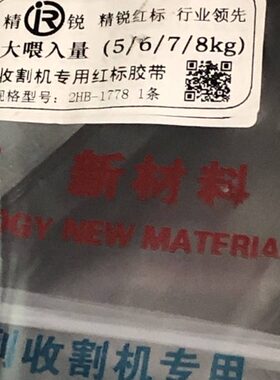 精 R 锐 精锐红标 行业领先
大喂入量 (5/6/7/8kg)
收割机专用红标胶带
规格型号: 2HB-1778 1条
新材料
OGY NEW MATERIA
收割机专用